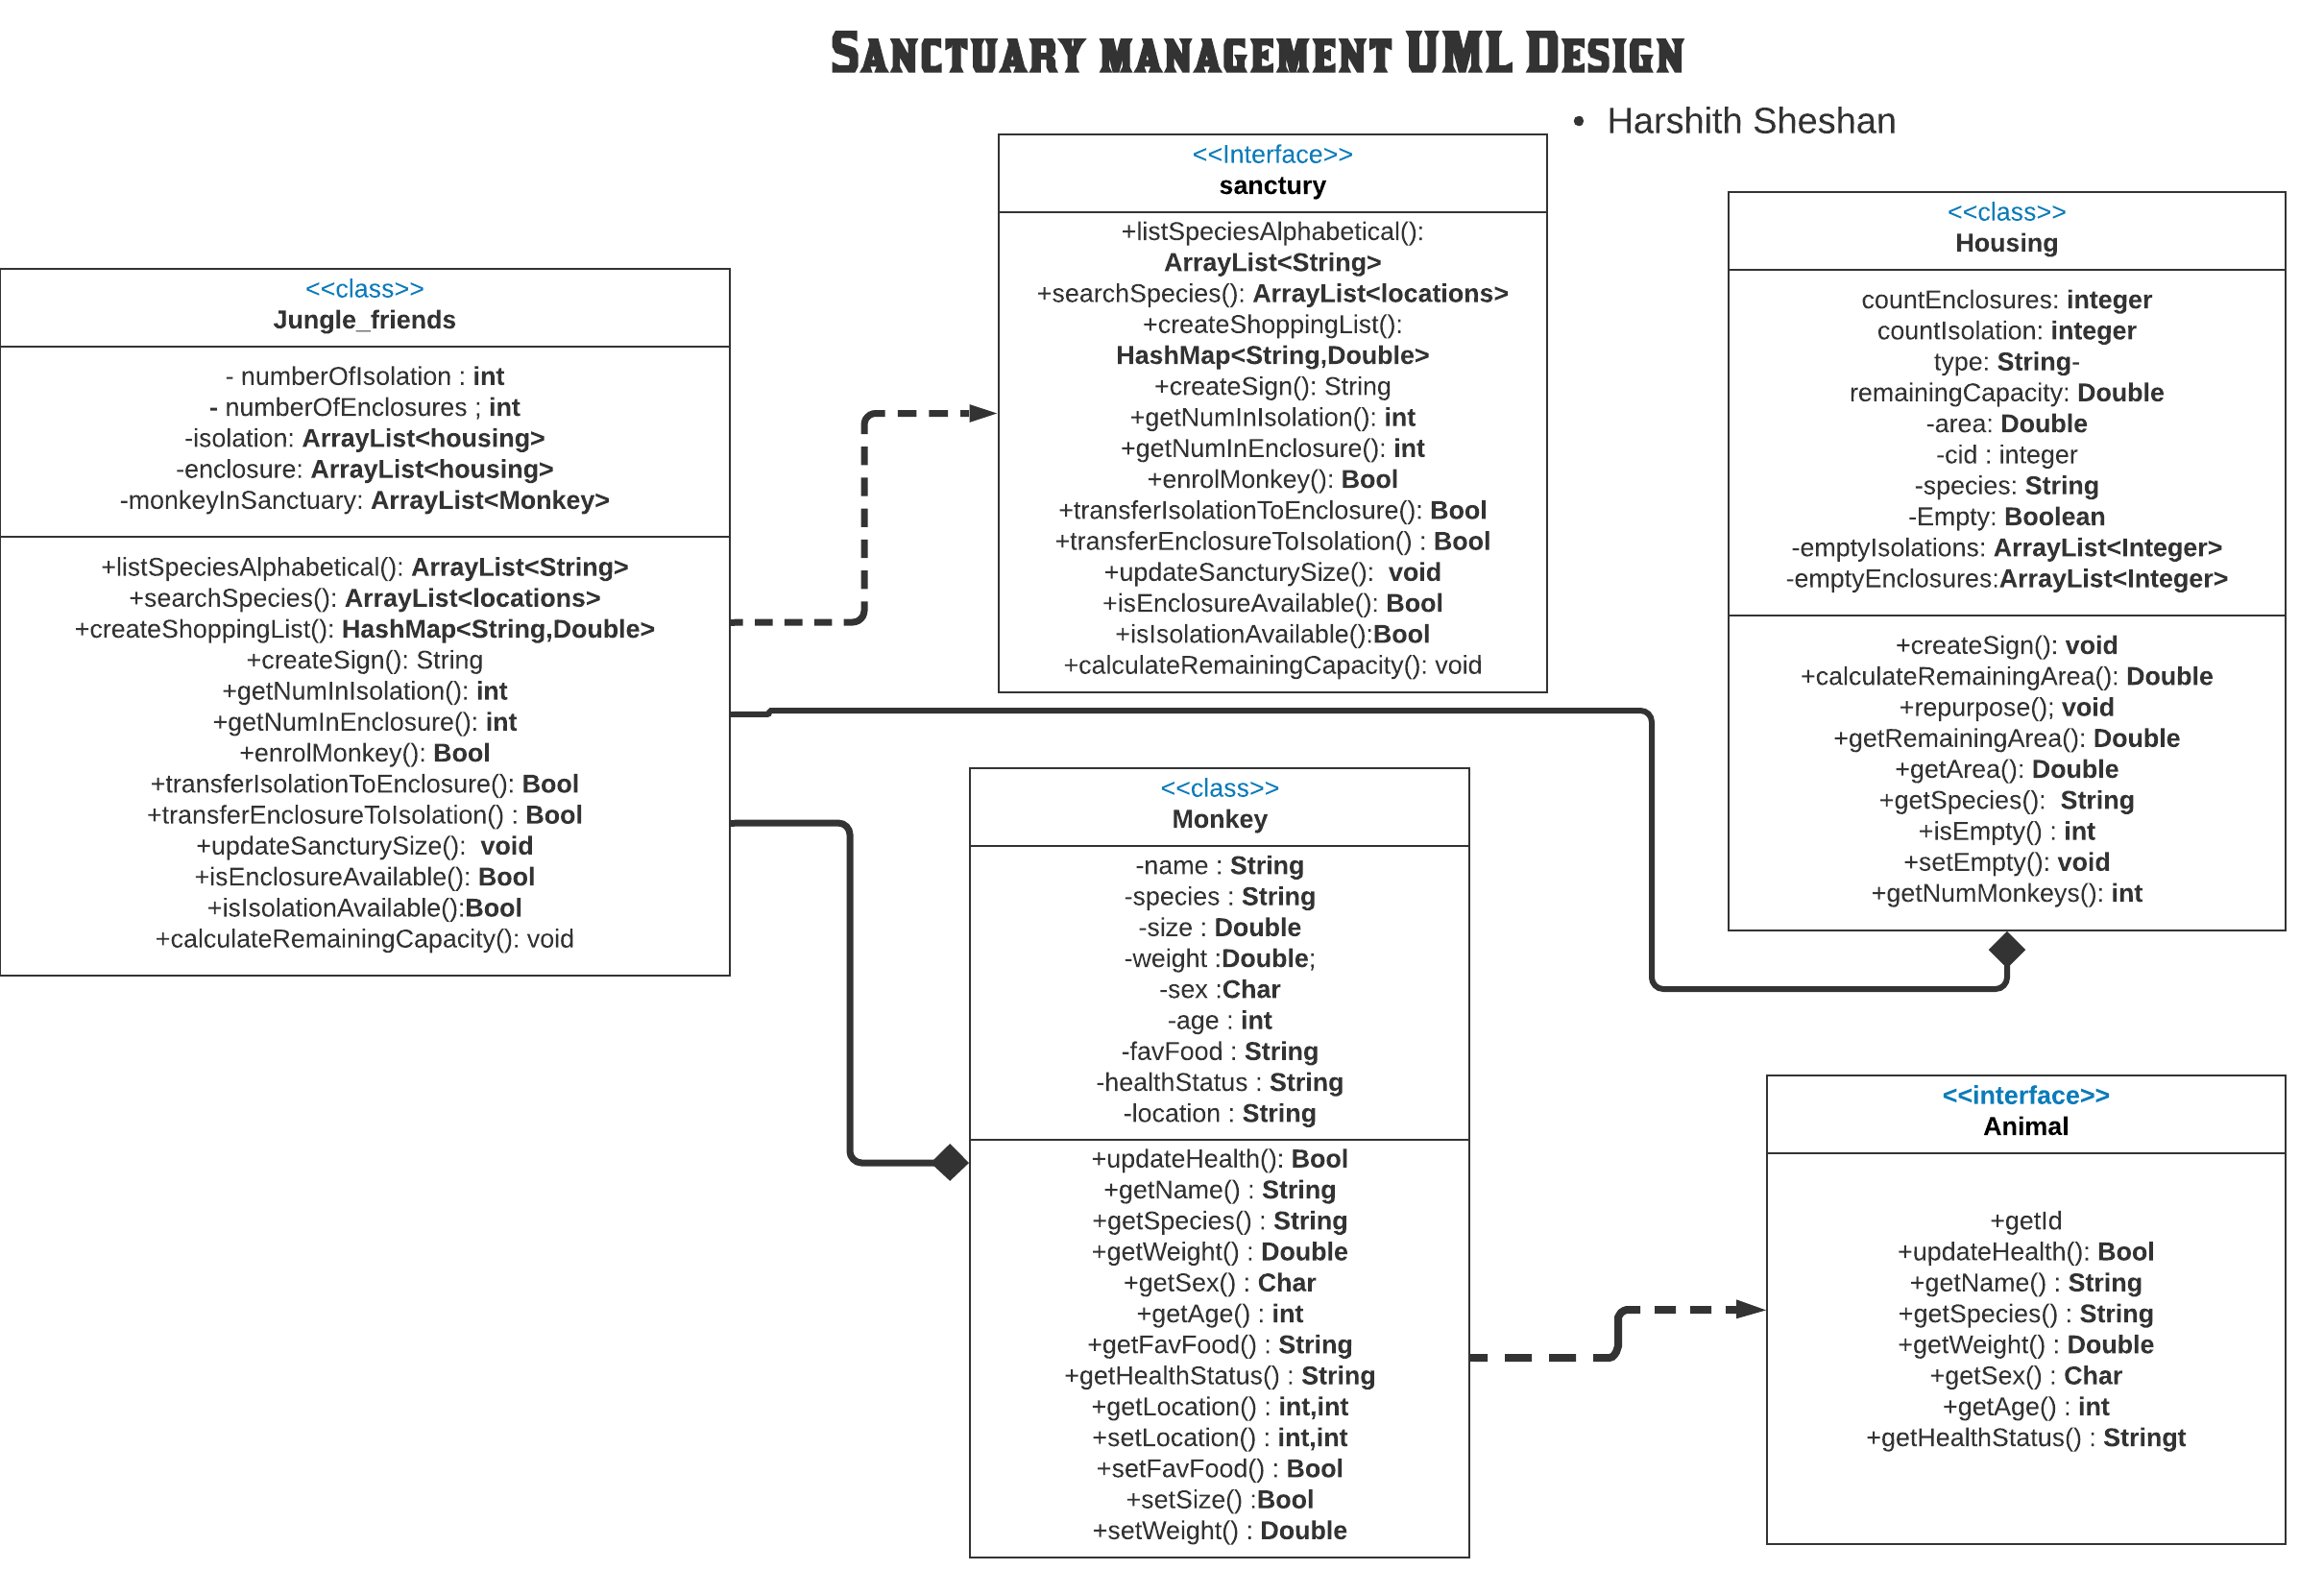 Sanctuary management UML Design
• Harshith Sheshan
<<class>>
Jungle_friends
- numberOfIsolation : int
- numberOfEnclosures ; int
-isolation: ArrayList<housing>
-enclosure: ArrayList<housing>
-monkeyInSanctuary: ArrayList<Monkey>
+listSpeciesAlphabetical(): ArrayList<String>
+searchSpecies(): ArrayList<locations>
+createShoppingList(): HashMap<String,Double>
+createSign(): String
+getNumInIsolation(): int
+getNumInEnclosure(): int
+enrolMonkey(): Bool
+transferIsolationToEnclosure(): Bool
+transferEnclosureToIsolation() : Bool
+updateSancturySize():  void
+isEnclosureAvailable(): Bool
+isIsolationAvailable():Bool
+calculateRemainingCapacity(): void
<<Interface>>
sanctury
+listSpeciesAlphabetical():
ArrayList<String>
+searchSpecies(): ArrayList<locations>
+createShoppingList():
HashMap<String,Double>
+createSign(): String
+getNumInIsolation(): int
+getNumInEnclosure(): int
+enrolMonkey(): Bool
+transferIsolationToEnclosure(): Bool
+transferEnclosureToIsolation() : Bool
+updateSancturySize():  void
+isEnclosureAvailable(): Bool
+isIsolationAvailable():Bool
+calculateRemainingCapacity(): void
<<class>>
Housing
countEnclosures: integer
countIsolation: integer
type: String-
remainingCapacity: Double
-area: Double
-cid : integer
-species: String
-Empty: Boolean
-emptyIsolations: ArrayList<Integer>
-emptyEnclosures:ArrayList<Integer>
+createSign(): void
+calculateRemainingArea(): Double
+repurpose(); void
+getRemainingArea(): Double
+getArea(): Double
+getSpecies():  String
+isEmpty() : int
+setEmpty(): void
+getNumMonkeys(): int
<<class>>
Monkey
-name : String
-species : String
-size : Double
-weight :Double;
-sex :Char
-age : int
-favFood : String
-healthStatus : String
-location : String
+updateHealth(): Bool
+getName() : String
+getSpecies() : String
+getWeight() : Double
+getSex() : Char
+getAge() : int
+getFavFood() : String
+getHealthStatus() : String
+getLocation() : int,int
+setLocation() : int,int
+setFavFood() : Bool
+setSize() :Bool
+setWeight() : Double
<<interface>>
Animal
+getId
+updateHealth(): Bool
+getName() : String
+getSpecies() : String
+getWeight() : Double
+getSex() : Char
+getAge() : int
+getHealthStatus() : Stringt